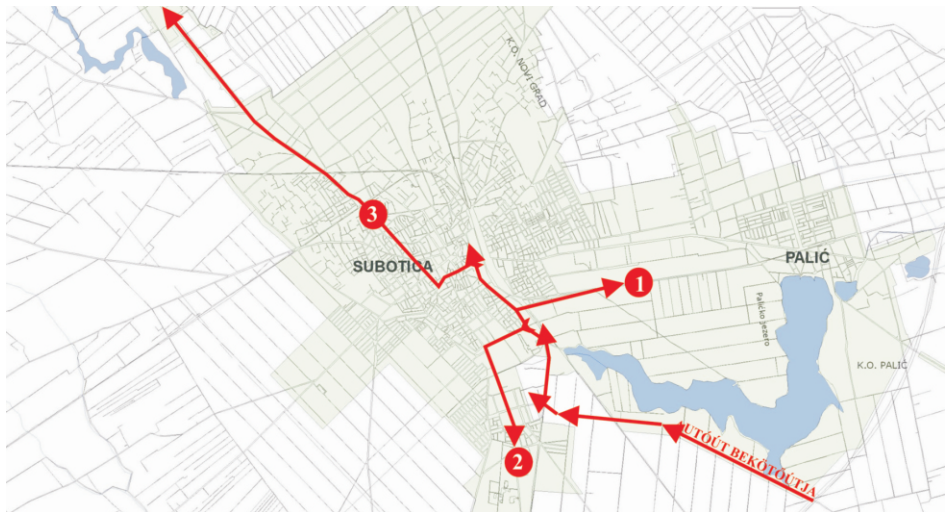 K.O. NOVI GRAD
3
SUBOTICA
PALIĆ
1
Palićko jezero
K.O. PALIĆ
AUTÓÚT BEKÖTŐÚTJA
2